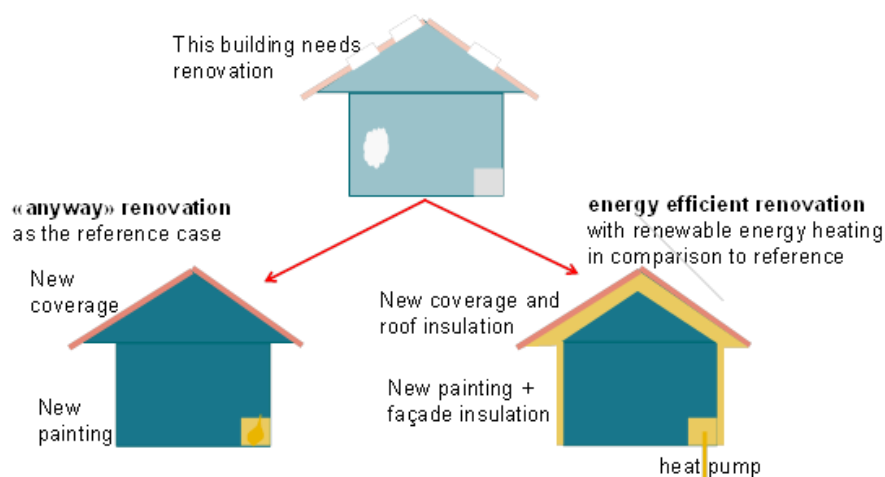 This building needs
renovation
«anyway» renovation
as the reference case
energy efficient renovation
with renewable energy heating
in comparison to reference
New
coverage
New coverage and
roof insulation
New
painting
New painting +
façade insulation
heat pump